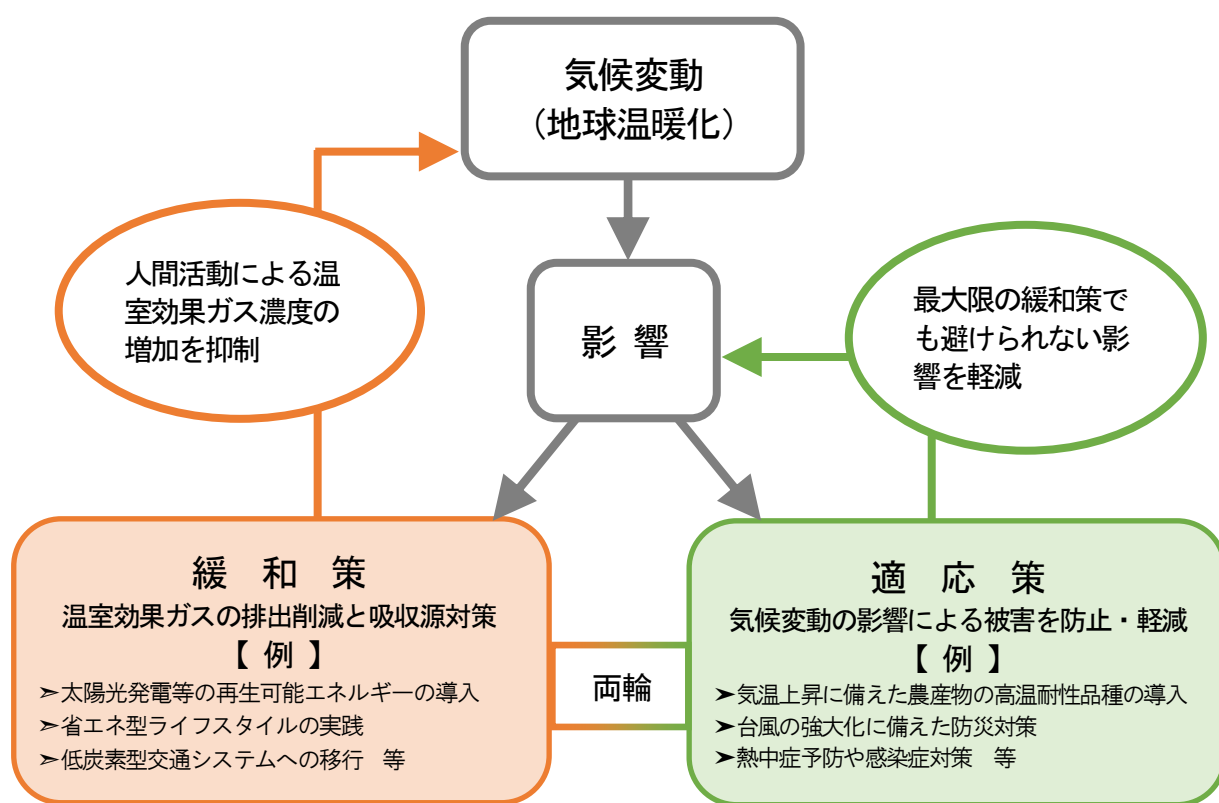 気候変動
（地球温暖化）
人間活動による温
室効果ガス濃度の
増加を抑制
影 響
最大限の緩和策で
も避けられない影
響を軽減
緩　和　策
温室効果ガスの排出削減と吸収源対策
【 例 】
➣太陽光発電等の再生可能エネルギーの導入
➣省エネ型ライフスタイルの実践
➣低炭素型交通システムへの移行　等
両輪
適　応　策
気候変動の影響による被害を防止・軽減
【 例 】
➤気温上昇に備えた農産物の高温耐性品種の導入
➤台風の強大化に備えた防災対策
➤熱中症予防や感染症対策　等